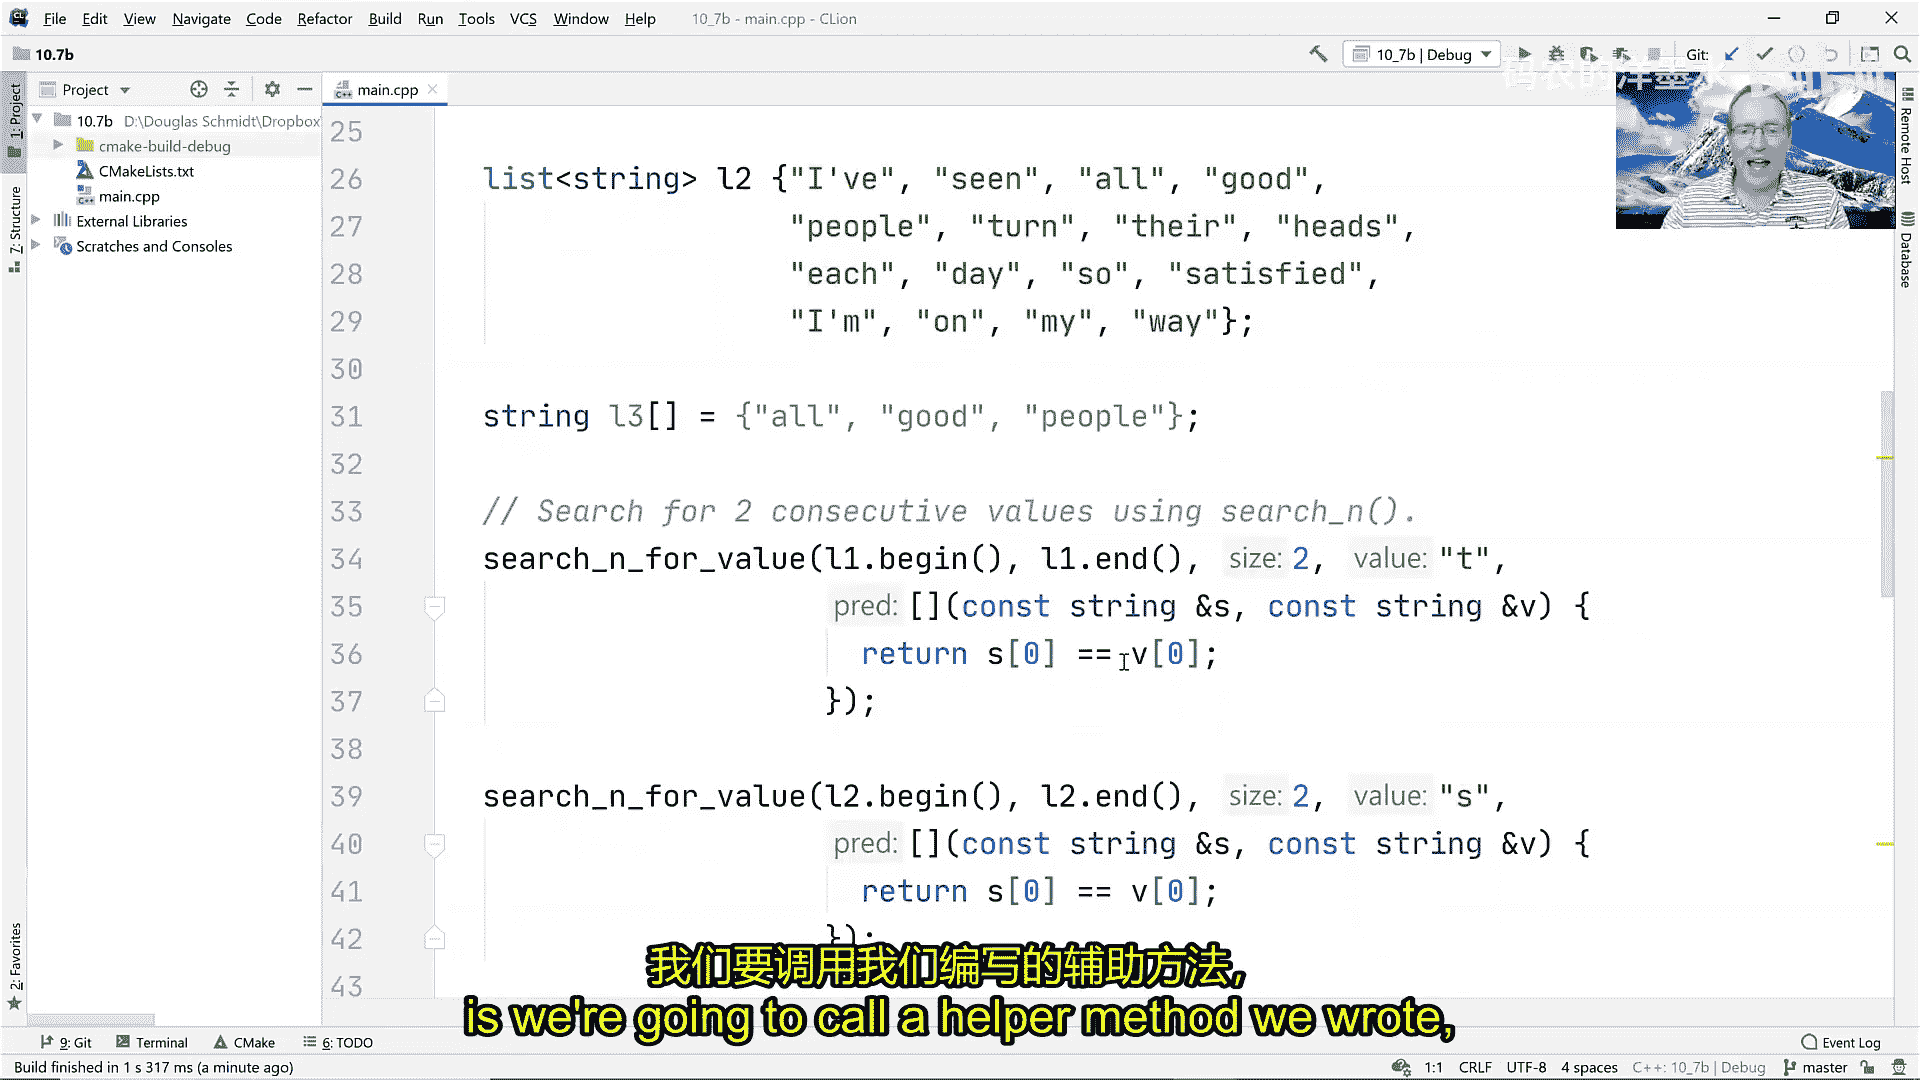 File Edit View Navigate Code Refactor Build Run Tools VCS Window Help 10_7b - main.cpp - CLion
10.7b 10_7b | Debug Git:
Project main.cpp
1: Project
7: Structure
2: Favorites
10.7b D:\Douglas Schmidt\Dropbox
cmake-build-debug
CMakeLists.txt
main.cpp
External Libraries
Scratches and Consoles
25
26 list<string> l2 {"I've", "seen", "all", "good",
27 "people", "turn", "their", "heads",
28 "each", "day", "so", "satisfied",
29 "I'm", "on", "my", "way"};
30
31 string l3[] = {"all", "good", "people"};
32
33 // Search for 2 consecutive values using search_n().
34 search_n_for_value(l1.begin(), l1.end(), size: 2, value: "t",
35 pred: [](const string &s, const string &v) {
36 return s[0] == v[0];
37 });
38
39 search_n_for_value(l2.begin(), l2.end(), size: 2, value: "s",
40 pred: [](const string &s, const string &v) {
41 return s[0] == v[0];
42 });
43
码农的洋墨水
Remote Host
Database
我们要调用我们编写的辅助方法,
is we're going to call a helper method we wrote,
9: Git Terminal CMake 6: TODO Event Log
Build finished in 1 s 317 ms (a minute ago) 1:1 CRLF UTF-8 4 spaces C++: 10_7b | Debug master